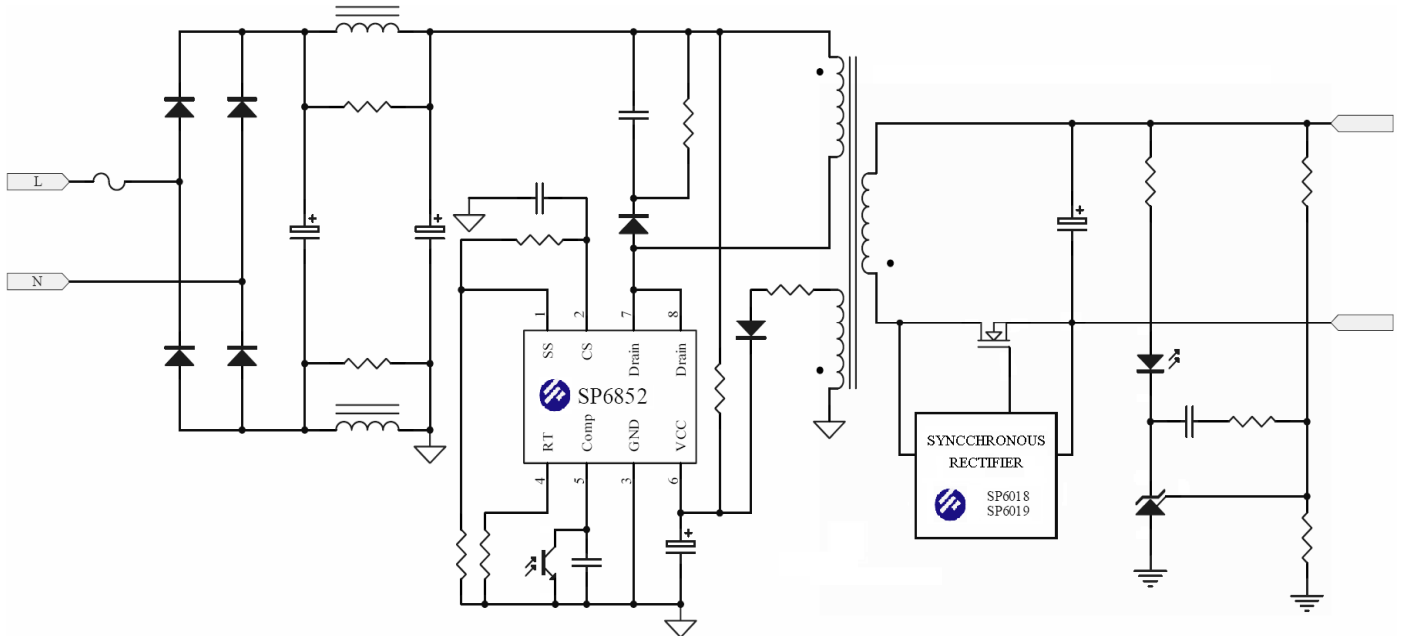 L
N
1
2
7
8
SS
CS
Drain
Drain
SP6852
RT
Comp
GND
VCC
4
5
3
6
+
+
+
+
SYNCCHRONOUS
RECTIFIER
SP6018
SP6019